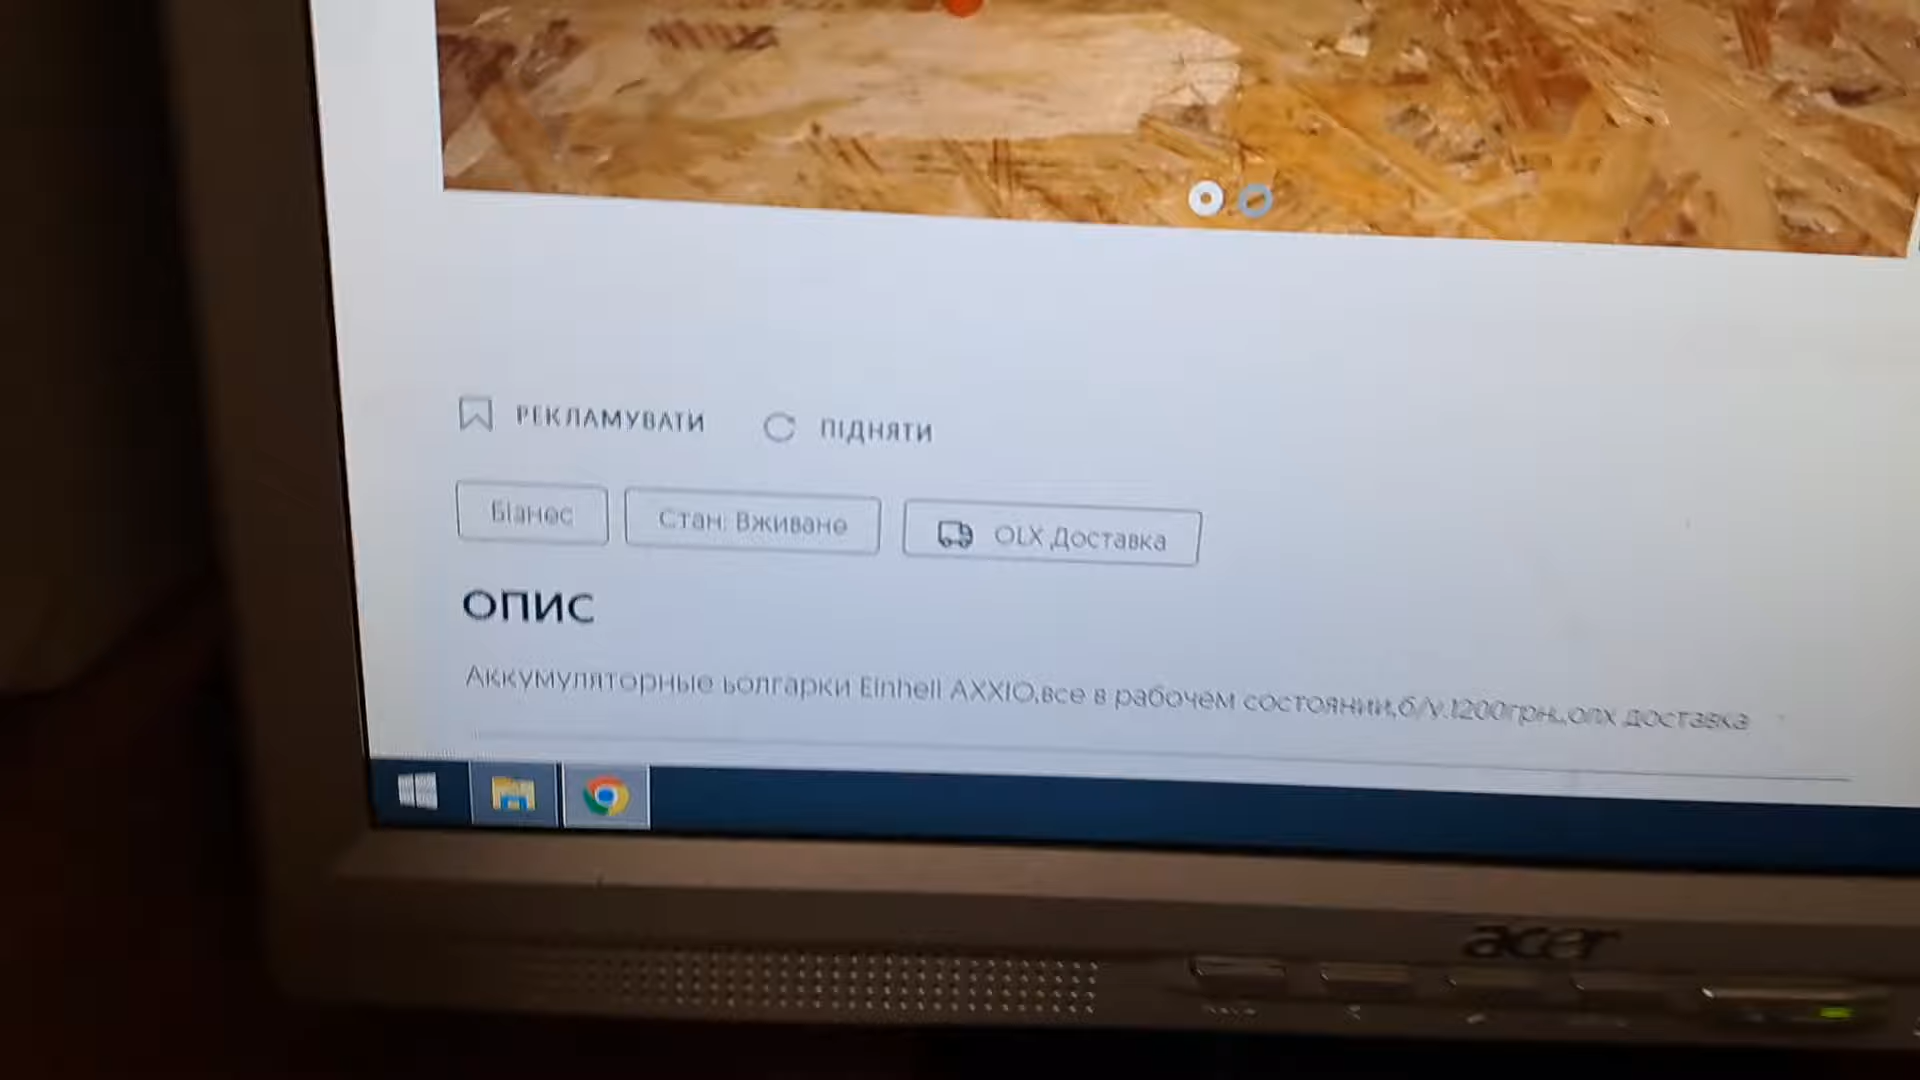 РЕКЛАМУВАТИ ПІДНЯТИ
Бізнес Стан: Вживане OLX Доставка
ОПИС
Аккумуляторные ьолгарки Einhell AXXIO,все в рабочем состоянии,б/у.1200грн.,олх доставка
acer